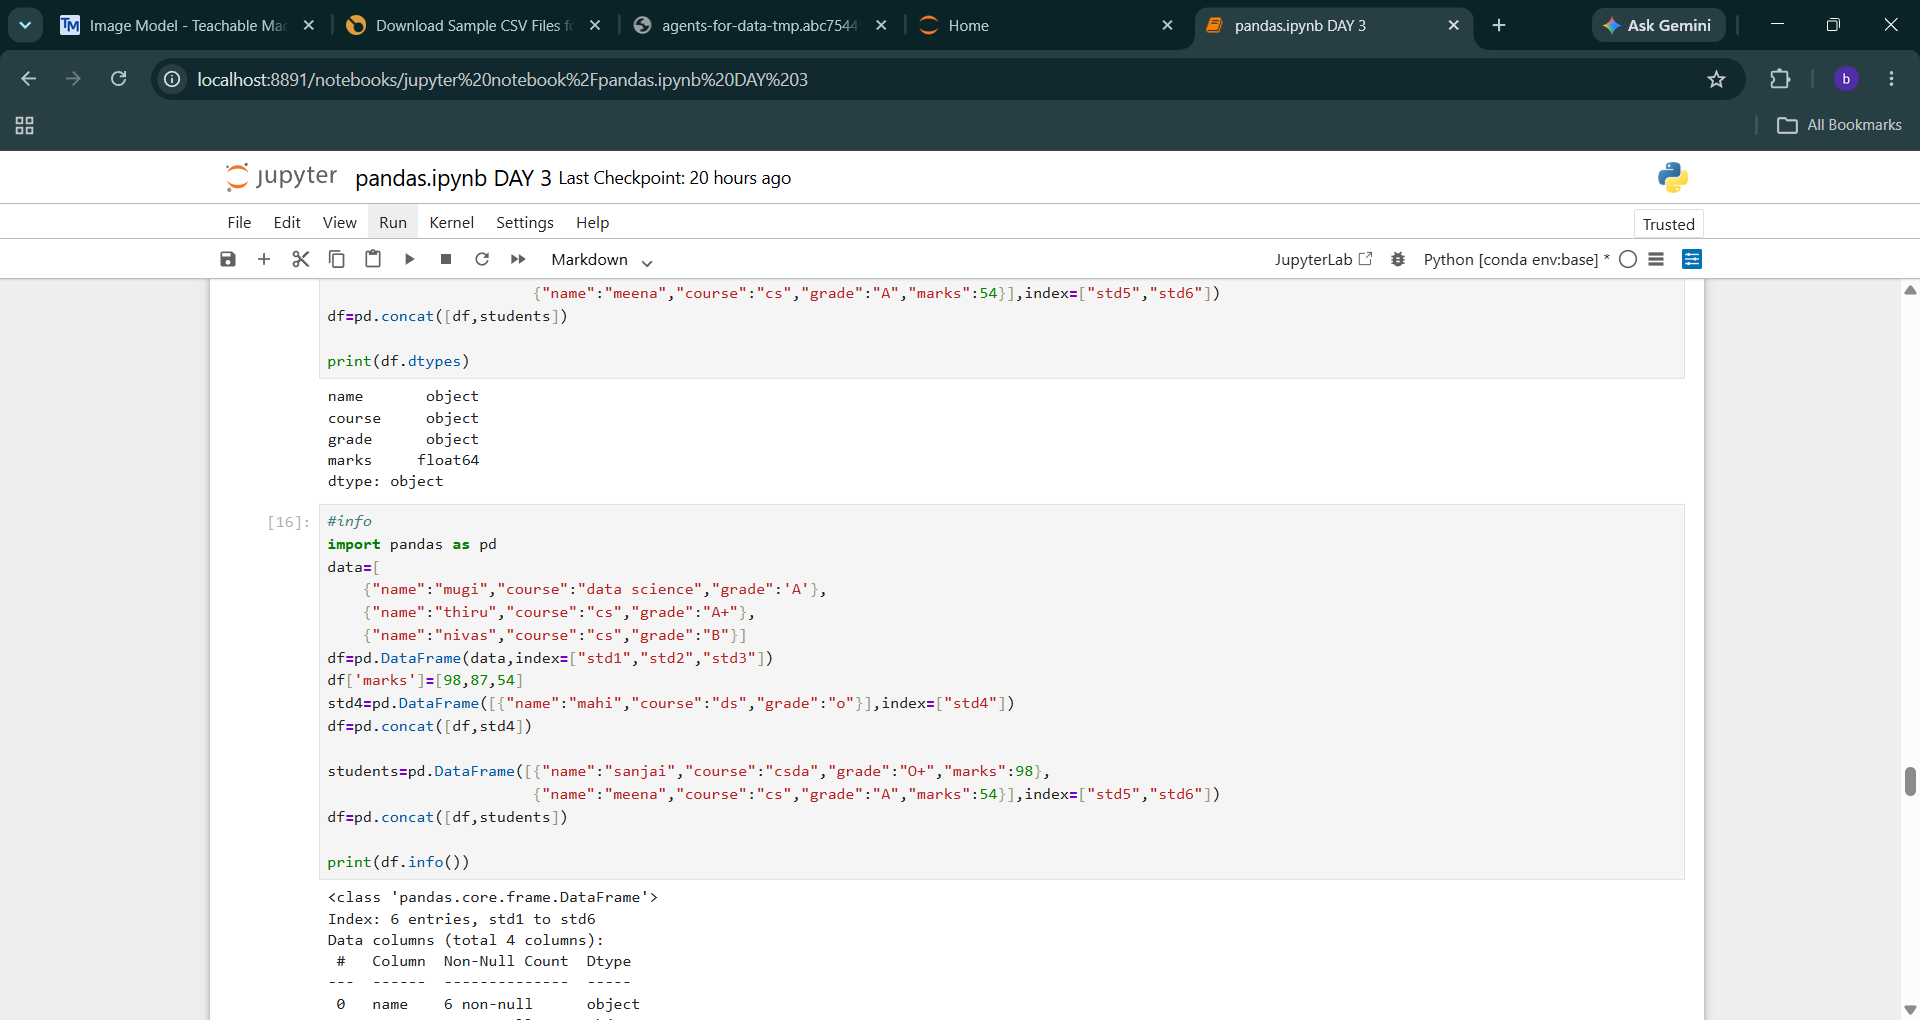 Image Model - Teachable Mac
Download Sample CSV Files fo
agents-for-data-tmp.abc7544
Home
pandas.ipynb DAY 3
Ask Gemini
localhost:8891/notebooks/jupyter%20notebook%2Fpandas.ipynb%20DAY%203
b
All Bookmarks
jupyter pandas.ipynb DAY 3 Last Checkpoint: 20 hours ago
File Edit View Run Kernel Settings Help
Trusted
Markdown
JupyterLab
Python [conda env:base] *
{"name":"meena","course":"cs","grade":"A","marks":54}],index=["std5","std6"])
df=pd.concat([df,students])
print(df.dtypes)
name object
course object
grade object
marks float64
dtype: object
[16]: #info
import pandas as pd
data=[
{"name":"mugi","course":"data science","grade":'A'},
{"name":"thiru","course":"cs","grade":"A+"},
{"name":"nivas","course":"cs","grade":"B"}]
df=pd.DataFrame(data,index=["std1","std2","std3"])
df['marks']=[98,87,54]
std4=pd.DataFrame([{"name":"mahi","course":"ds","grade":"o"}],index=["std4"])
df=pd.concat([df,std4])
students=pd.DataFrame([{"name":"sanjai","course":"csda","grade":"O+","marks":98},
{"name":"meena","course":"cs","grade":"A","marks":54}],index=["std5","std6"])
df=pd.concat([df,students])
print(df.info())
<class 'pandas.core.frame.DataFrame'>
Index: 6 entries, std1 to std6
Data columns (total 4 columns):
# Column Non-Null Count Dtype
--- ------ -------------- -----
0 name 6 non-null object